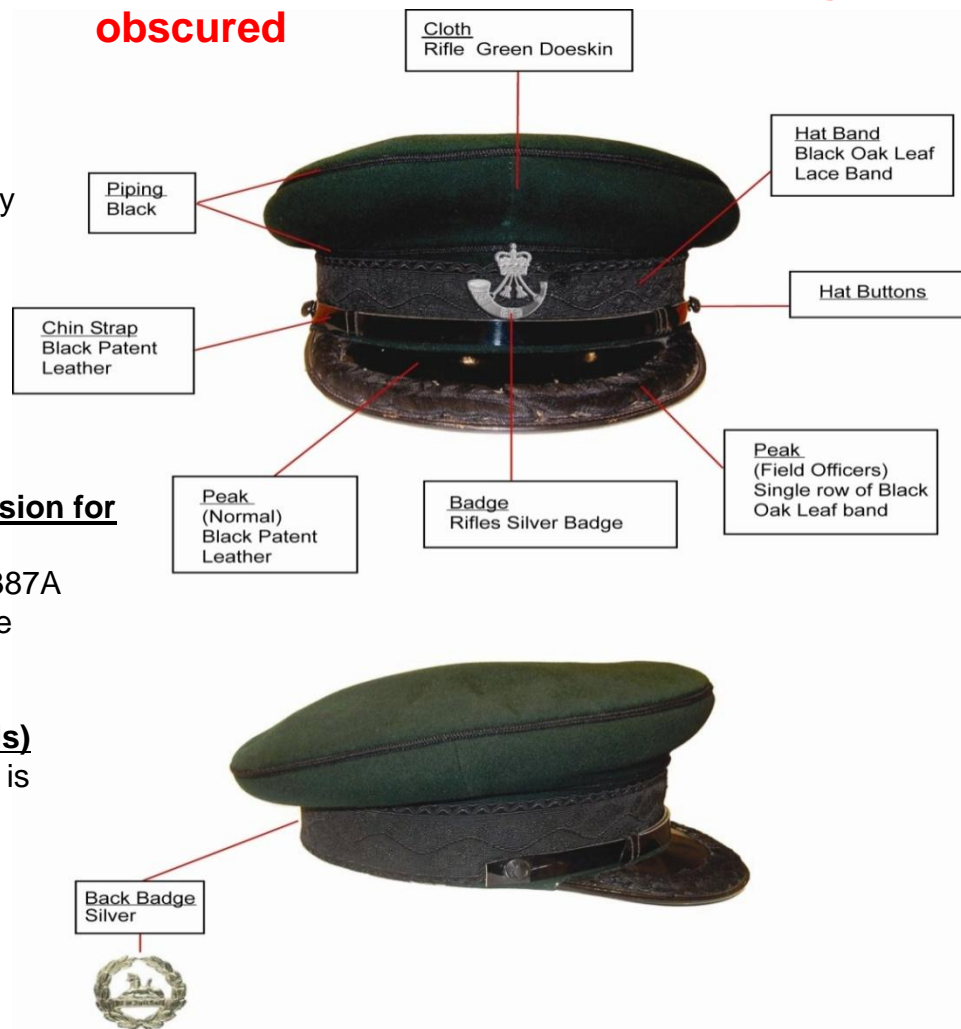 obscured
Cloth
Rifle Green Doeskin
Hat Band
Black Oak Leaf
Lace Band
Piping
Black
y
Hat Buttons
Chin Strap
Black Patent
Leather
Peak
(Normal)
Black Patent
Leather
Badge
Rifles Silver Badge
Peak
(Field Officers)
Single row of Black
Oak Leaf band
sion for
387A
e
s)
is
Back Badge
Silver